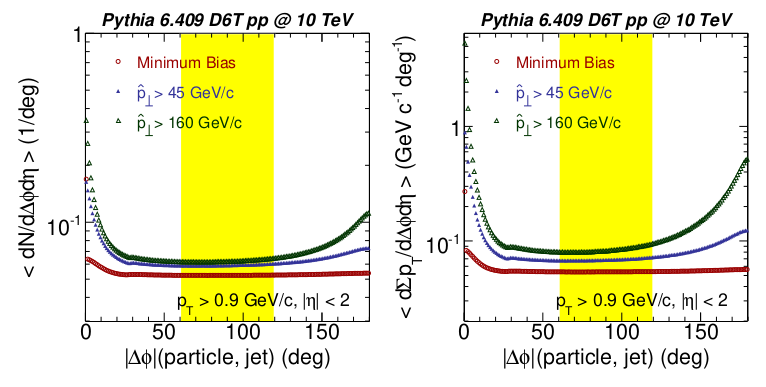 Pythia 6.409 D6T pp @ 10 TeV
< dN/dΔϕdη > (1/deg)
1
10⁻¹
Minimum Bias
p̂⊥> 45 GeV/c
p̂⊥> 160 GeV/c
p_T > 0.9 GeV/c, |η| < 2
0 50 100 150
|Δϕ|(particle, jet) (deg)
Pythia 6.409 D6T pp @ 10 TeV
< dΣp_T/dΔϕdη > (GeV c⁻¹ deg⁻¹)
1
10⁻¹
Minimum Bias
p̂⊥> 45 GeV/c
p̂⊥> 160 GeV/c
p_T > 0.9 GeV/c, |η| < 2
0 50 100 150
|Δϕ|(particle, jet) (deg)